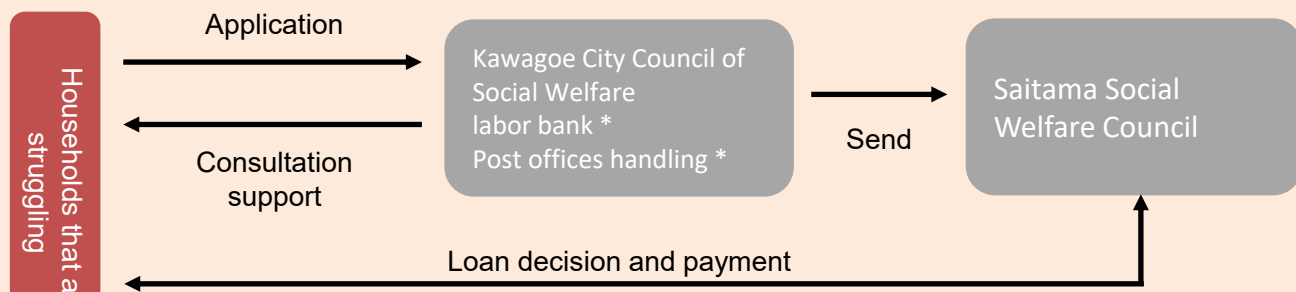 Households that a
struggling
Application
Consultation
support
Kawagoe City Council of
Social Welfare
labor bank *
Post offices handling *
Send
Saitama Social
Welfare Council
Loan decision and payment